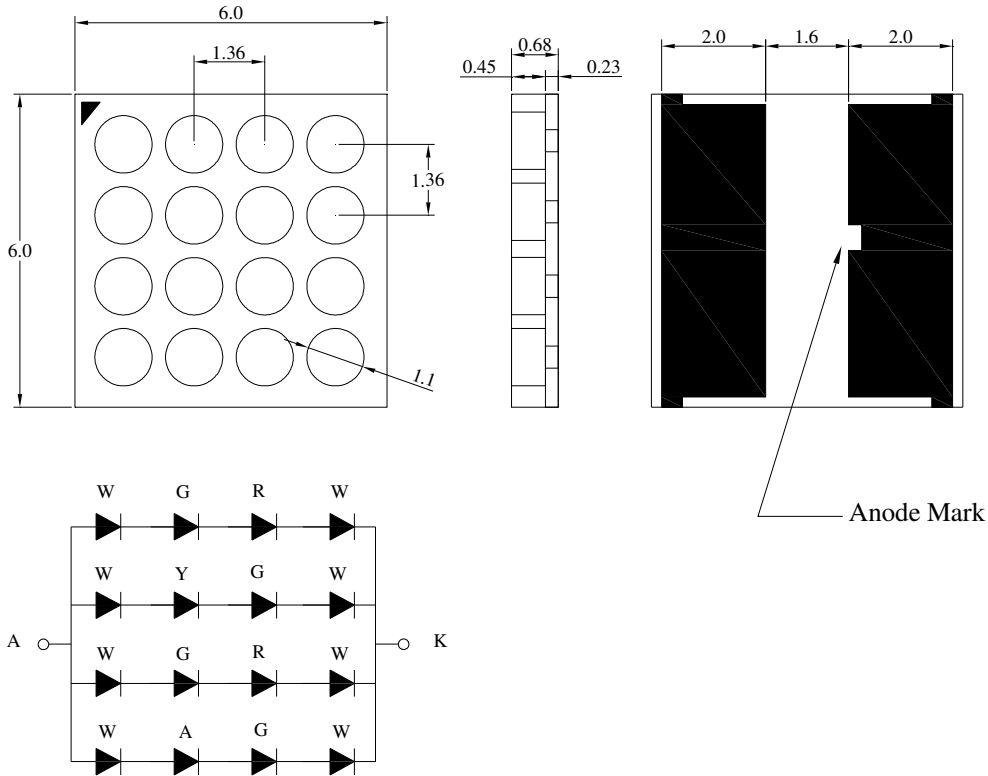 6.0
1.36
1.36
6.0
1.1
0.68
0.45 0.23
2.0 1.6 2.0
Anode Mark
W G R W
W Y G W
A K
W G R W
W A G W